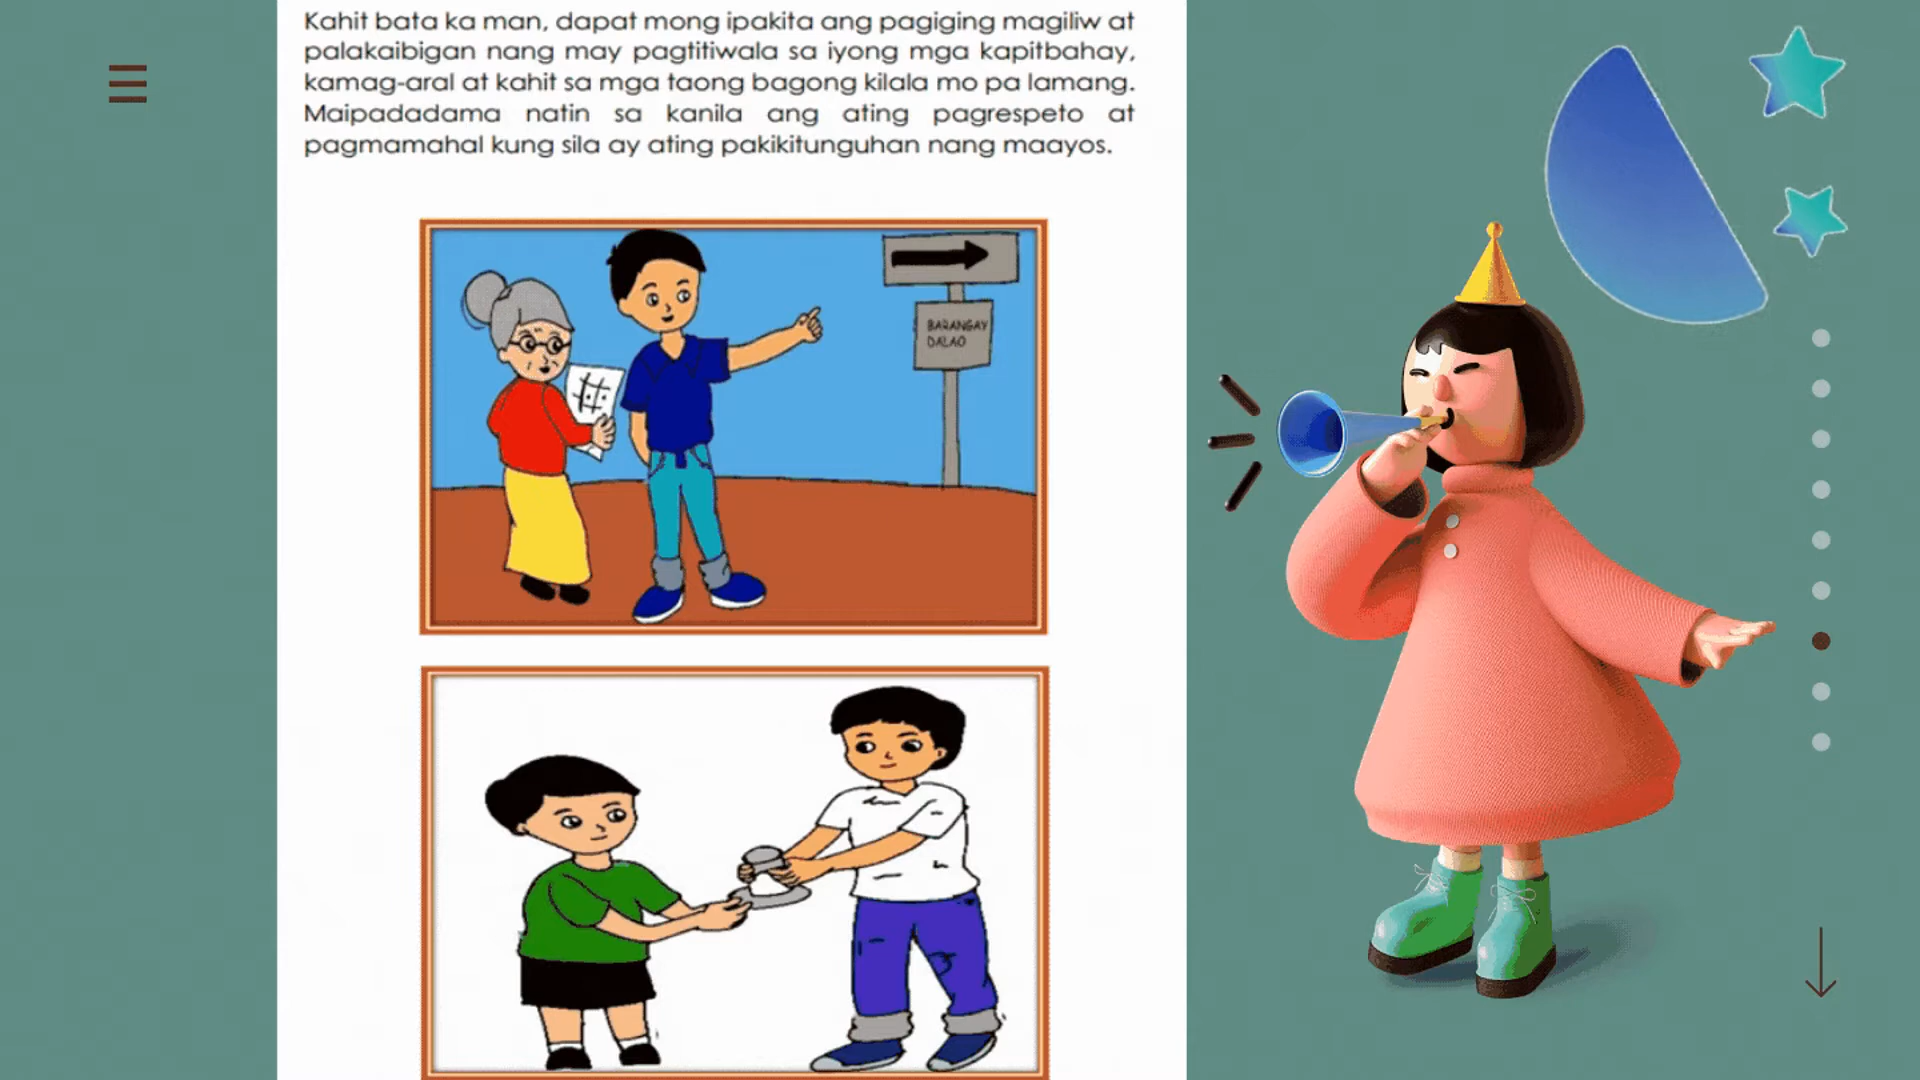 Kahit bata ka man, dapat mong ipakita ang pagiging magiliw at
palakaibigan nang may pagtitiwala sa iyong mga kapitbahay,
kamag-aral at kahit sa mga taong bagong kilala mo pa lamang.
Maipadadama natin sa kanila ang ating pagrespeto at
pagmamahal kung sila ay ating pakikitunguhan nang maayos.
BARANGAY
DALAO